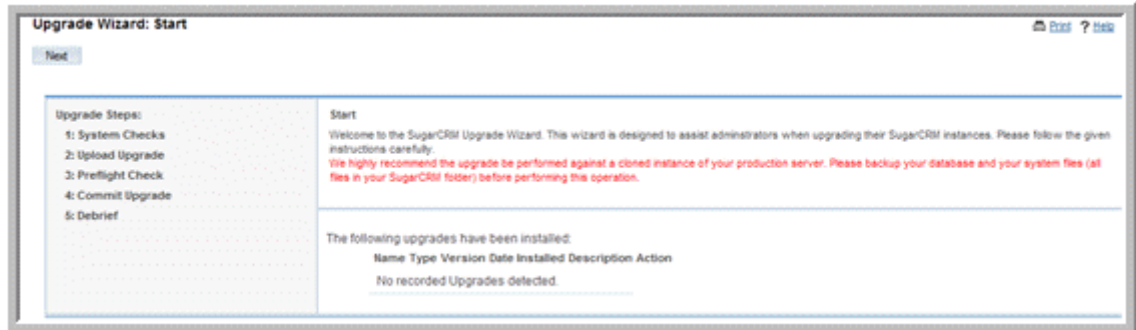 Upgrade Wizard: Start
Print ? Help
Next
Upgrade Steps:
1: System Checks
2: Upload Upgrade
3: Preflight Check
4: Commit Upgrade
5: Debrief
Start
Welcome to the SugarCRM Upgrade Wizard. This wizard is designed to assist adminstrators when upgrading their SugarCRM instances. Please follow the given
instructions carefully.
We highly recommend the upgrade be performed against a cloned instance of your production server. Please backup your database and your system files (all
files in your SugarCRM folder) before performing this operation.
The following upgrades have been installed:
Name Type Version Date Installed Description Action
No recorded Upgrades detected.